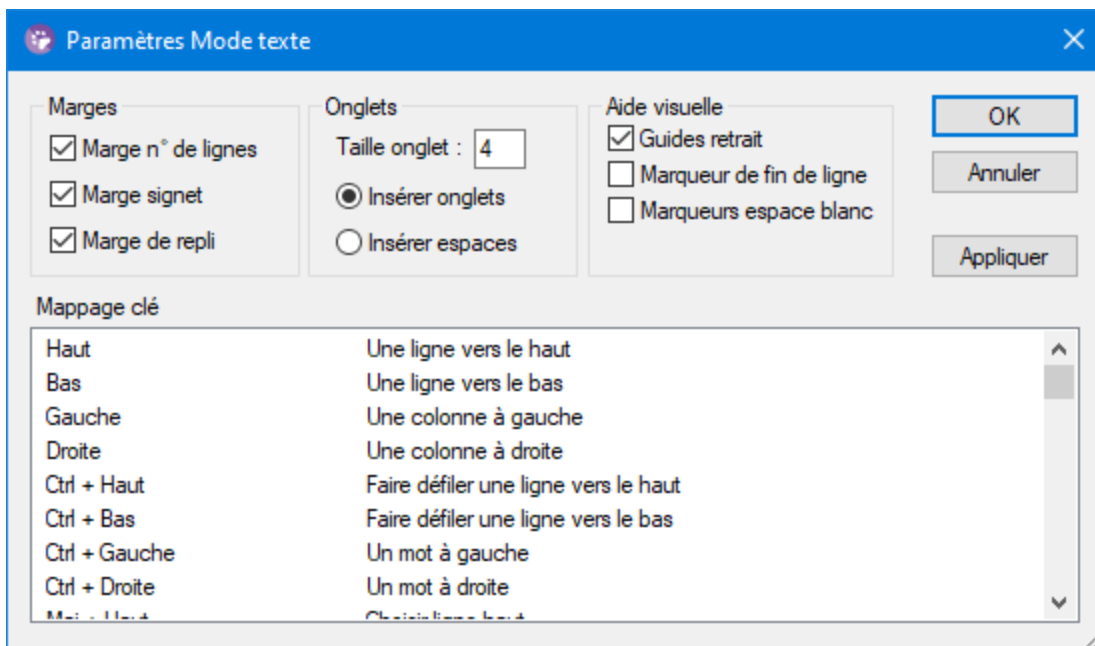 Paramètres Mode texte
Marges
Marge n° de lignes
Marge signet
Marge de repli
Onglets
Taille onglet : 4
Insérer onglets
Insérer espaces
Aide visuelle
Guides retrait
Marqueur de fin de ligne
Marqueurs espace blanc
OK
Annuler
Appliquer
Mappage clé
Haut Une ligne vers le haut
Bas Une ligne vers le bas
Gauche Une colonne à gauche
Droite Une colonne à droite
Ctrl + Haut Faire défiler une ligne vers le haut
Ctrl + Bas Faire défiler une ligne vers le bas
Ctrl + Gauche Un mot à gauche
Ctrl + Droite Un mot à droite